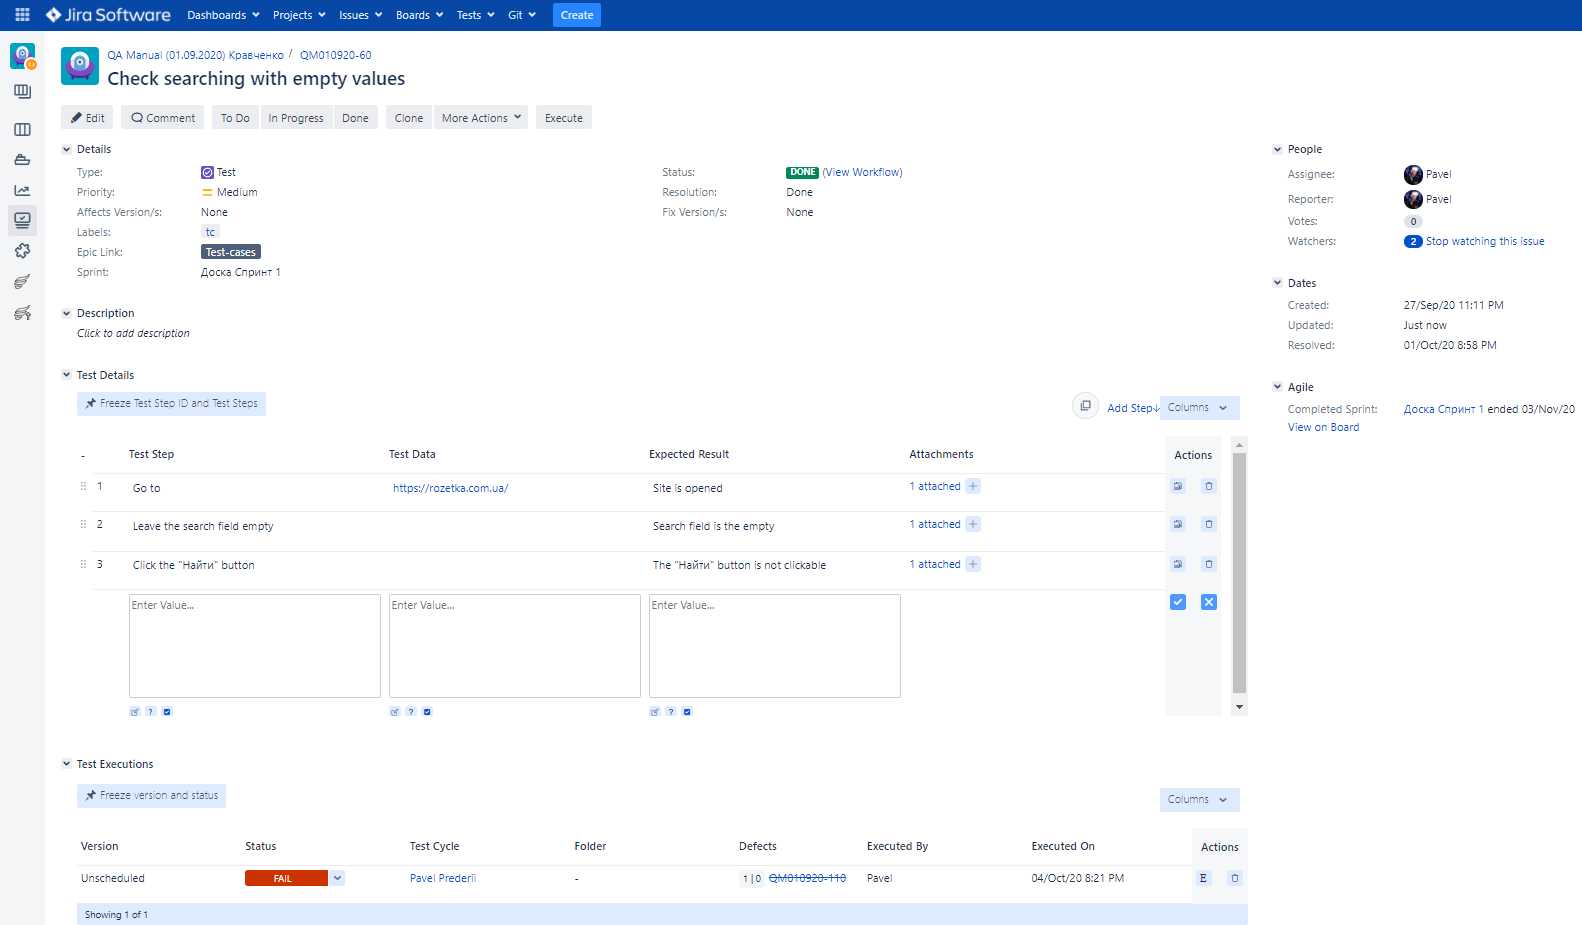 Jira Software Dashboards Projects Issues Boards Tests Git Create
QA Manual (01.09.2020) Кравченко / QM010920-60
Check searching with empty values
Edit Comment To Do In Progress Done Clone More Actions Execute
Details
Type: Test
Priority: Medium
Affects Version/s: None
Labels: tc
Epic Link: Test-cases
Sprint: Доска Спринт 1
Status: DONE (View Workflow)
Resolution: Done
Fix Version/s: None
People
Assignee: Pavel
Reporter: Pavel
Votes: 0
Watchers: 2 Stop watching this issue
Dates
Created: 27/Sep/20 11:11 PM
Updated: Just now
Resolved: 01/Oct/20 8:58 PM
Agile
Completed Sprint: Доска Спринт 1 ended 03/Nov/20
View on Board
Description
Click to add description
Test Details
Freeze Test Step ID and Test Steps
Add Step↓ Columns
- Test Step Test Data Expected Result Attachments Actions
1 Go to https://rozetka.com.ua/ Site is opened 1 attached +
2 Leave the search field empty Search field is the empty 1 attached +
3 Click the "Найти" button The "Найти" button is not clickable 1 attached +
Enter Value... Enter Value... Enter Value...
? ? ?
Test Executions
Freeze version and status
Columns
Version Status Test Cycle Folder Defects Executed By Executed On Actions
Unscheduled FAIL Pavel Prederii - 1 | 0 QM010920-110 Pavel 04/Oct/20 8:21 PM E
Showing 1 of 1